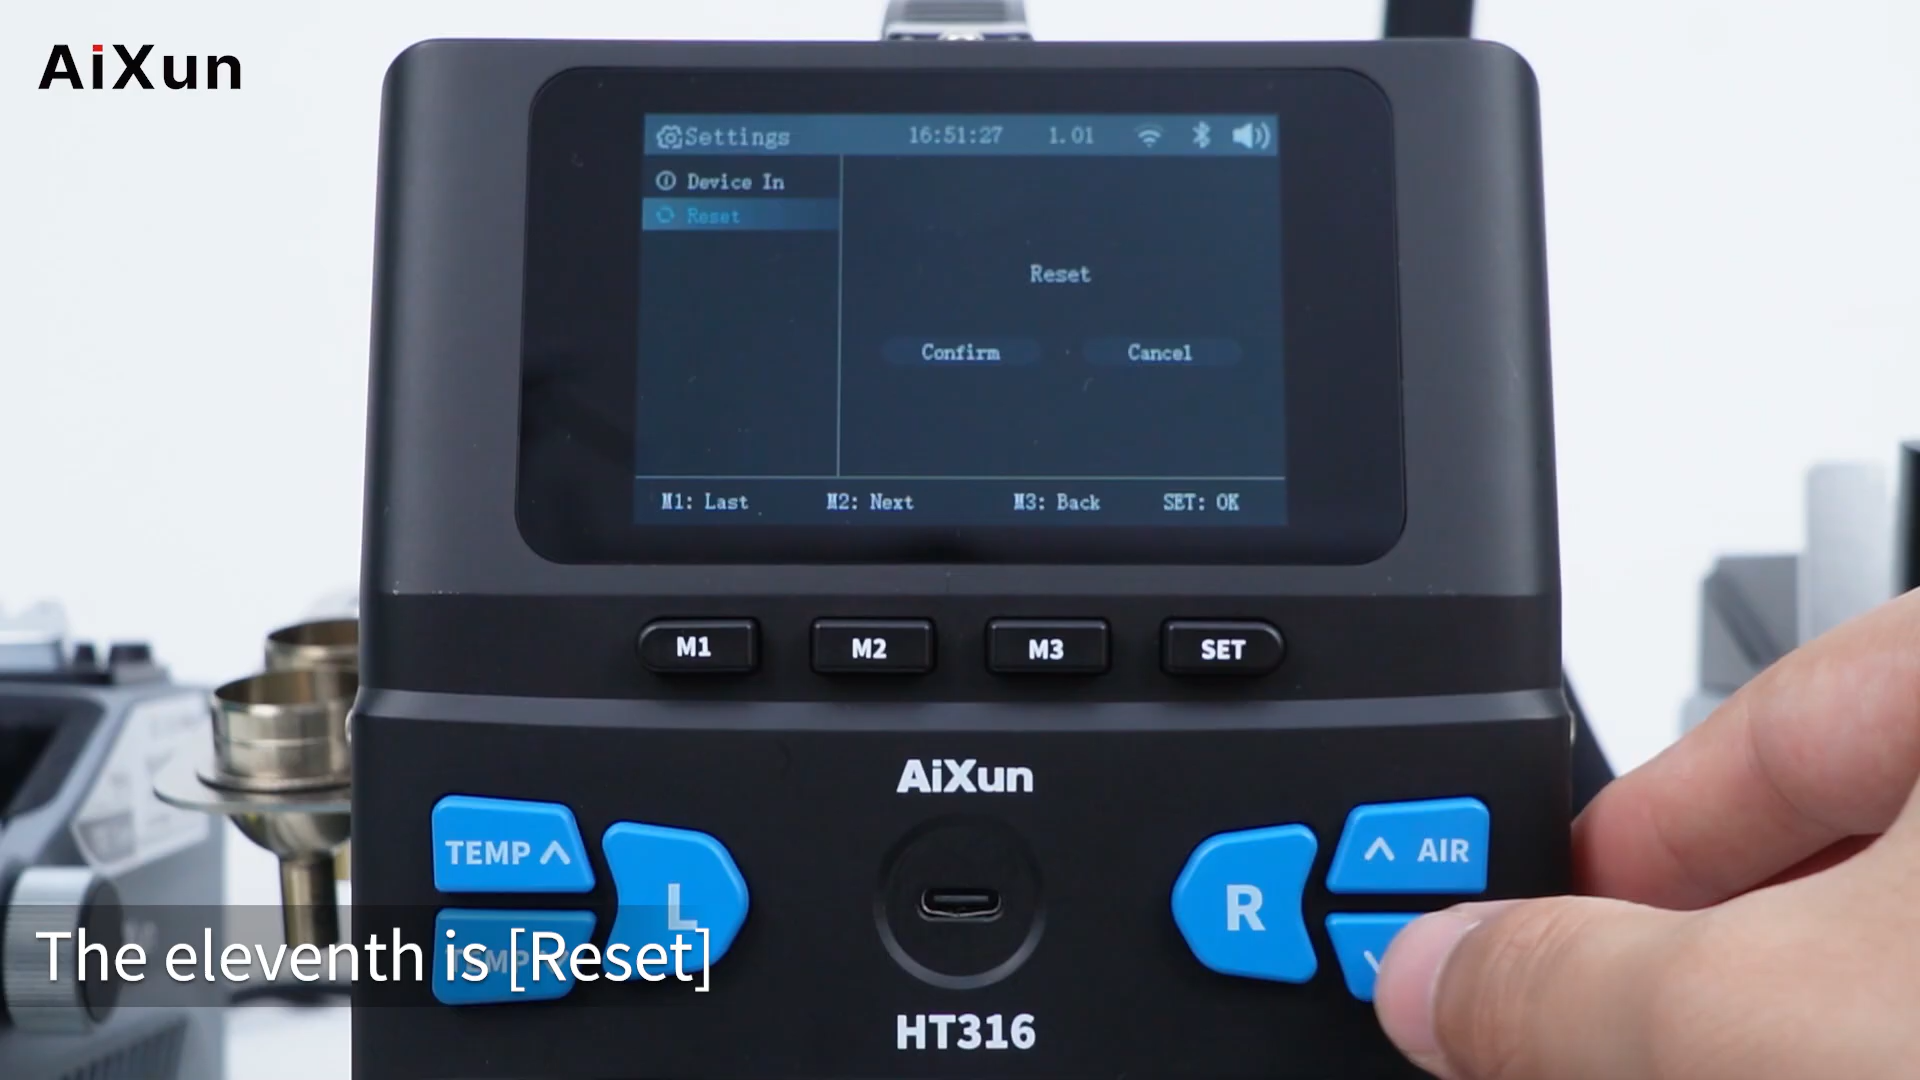 AiXun
Settings 16:51:27 1.01
Device In
Reset
Reset
Confirm Cancel
M1: Last M2: Next M3: Back SET: OK
M1 M2 M3 SET
AiXun
TEMP AIR
L R
TEMP
The eleventh is [Reset]
HT316